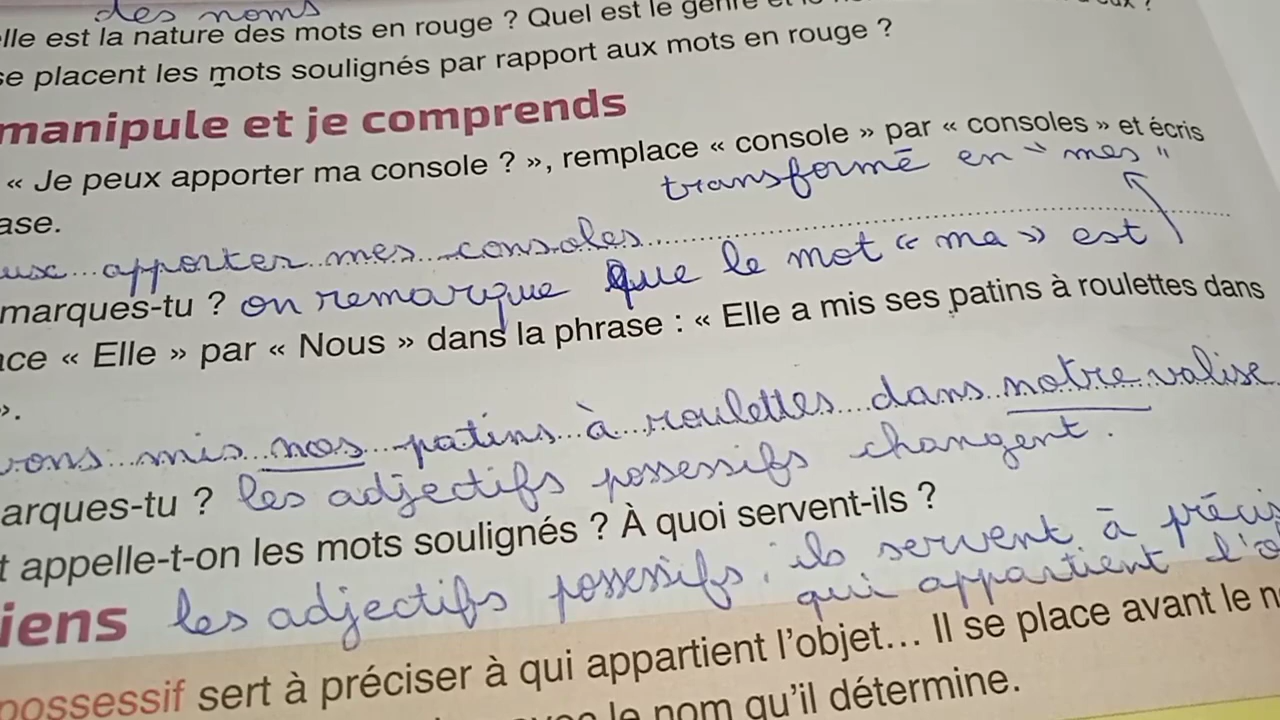 des noms
elle est la nature des mots en rouge ? Quel est le genre et le
se placent les mots soulignés par rapport aux mots en rouge ?
manipule et je comprends
« Je peux apporter ma console ? », remplace « console » par « consoles » et écris
transformé en "mes"
ase.
eux apporter mes consoles
marques-tu ? on remarque que le mot « ma » est
ace « Elle » par « Nous » dans la phrase : « Elle a mis ses patins à roulettes dans
».
vons mis nos patins à roulettes dans notre valise
arques-tu ? les adjectifs possessifs changent.
t appelle-t-on les mots soulignés ? À quoi servent-ils ?
les adjectifs possessifs, ils servent à précis
qui appartient l'o
iens
possessif sert à préciser à qui appartient l'objet... Il se place avant le n
le nom qu'il détermine.